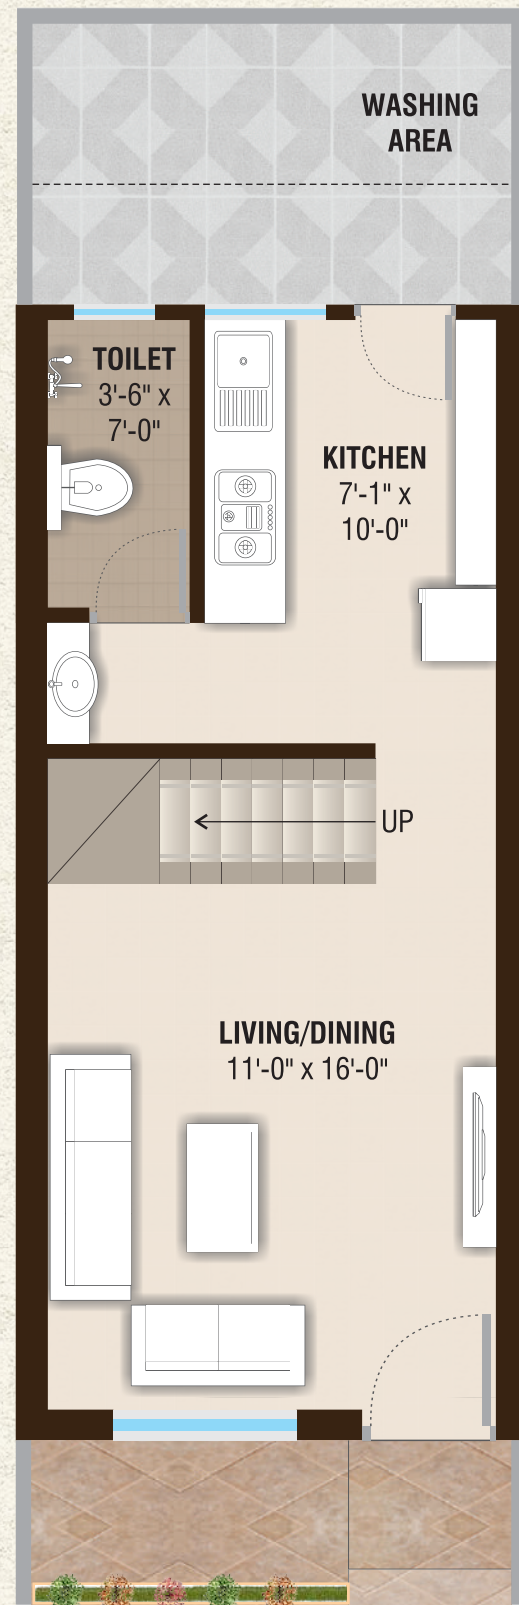 WASHING
AREA
TOILET
3'-6" x
7'-0"
KITCHEN
7'-1" x
10'-0"
UP
LIVING/DINING
11'-0" x 16'-0"